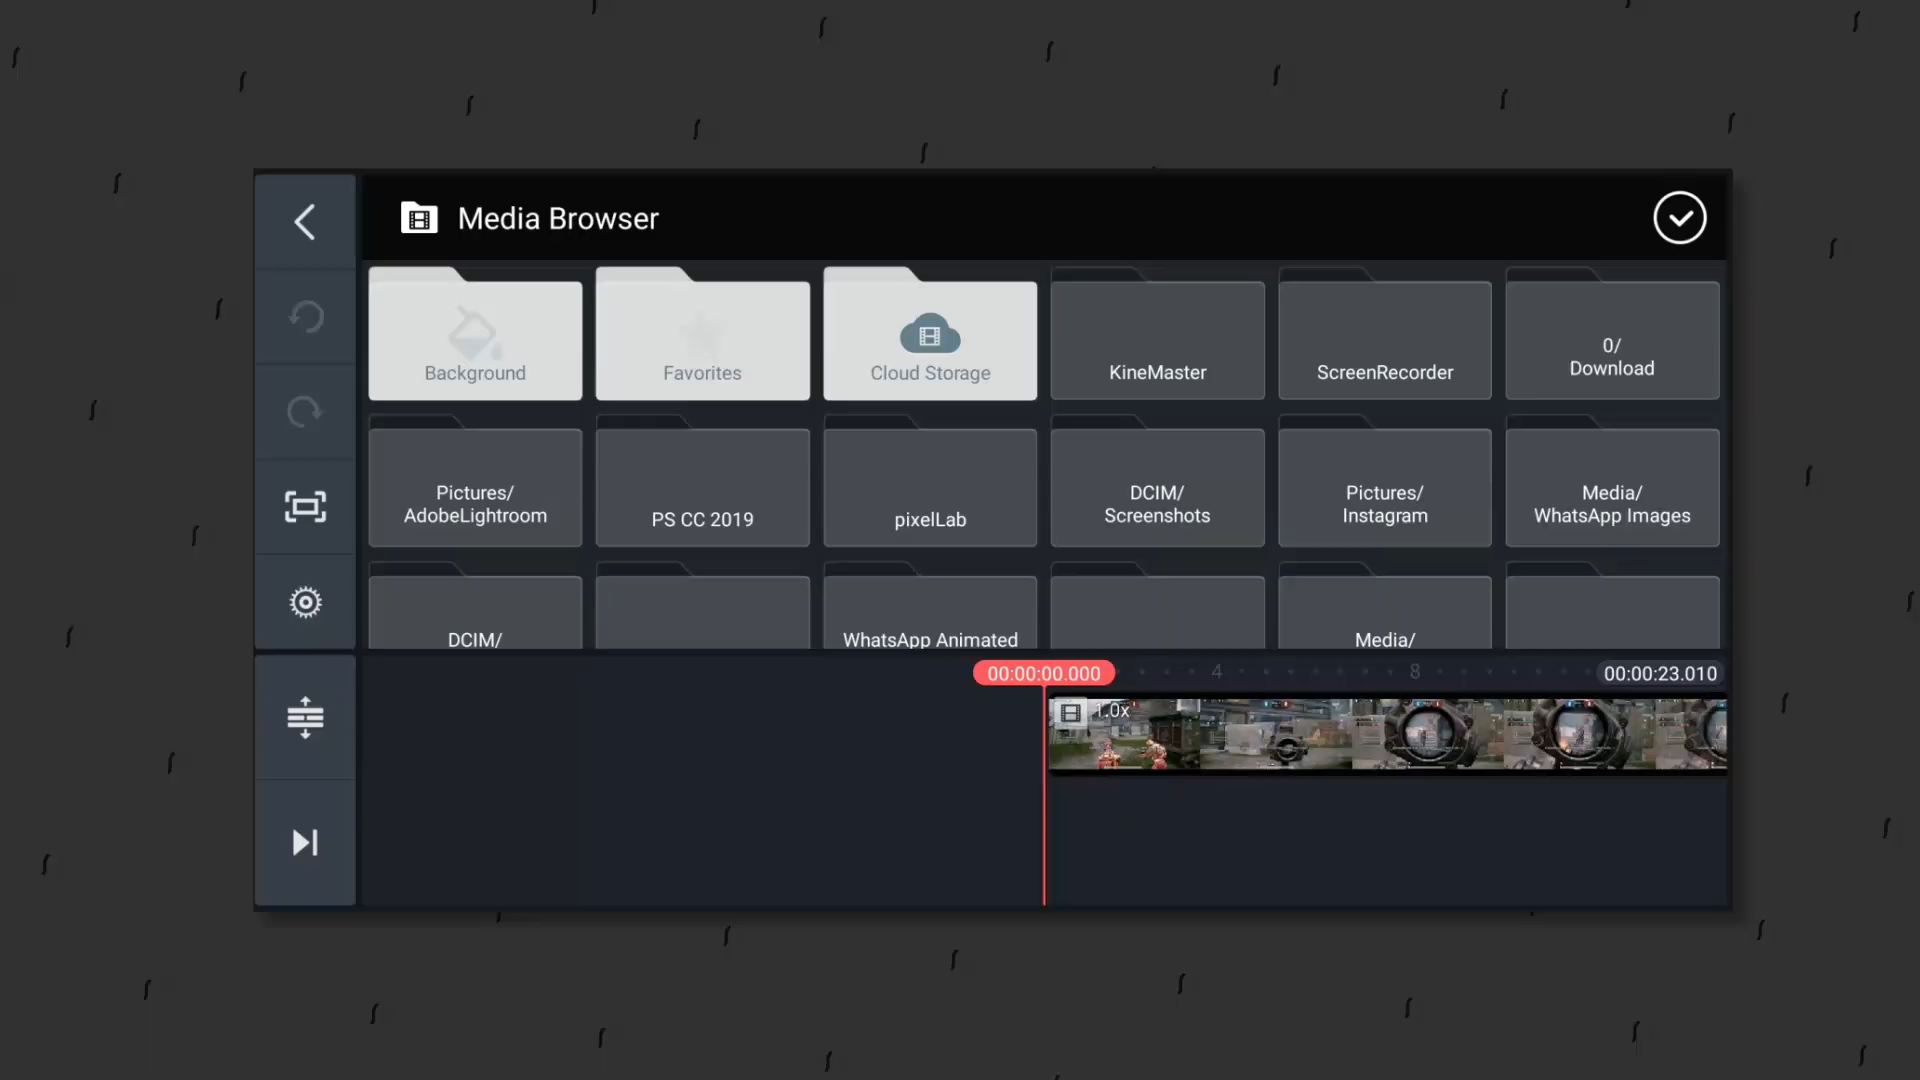 Media Browser
Background
Favorites
Cloud Storage
KineMaster
ScreenRecorder
0/
Download
Pictures/
AdobeLightroom
PS CC 2019
pixelLab
DCIM/
Screenshots
Pictures/
Instagram
Media/
WhatsApp Images
DCIM/
WhatsApp Animated
Media/
00:00:00.000
4
8
00:00:23.010
1.0x